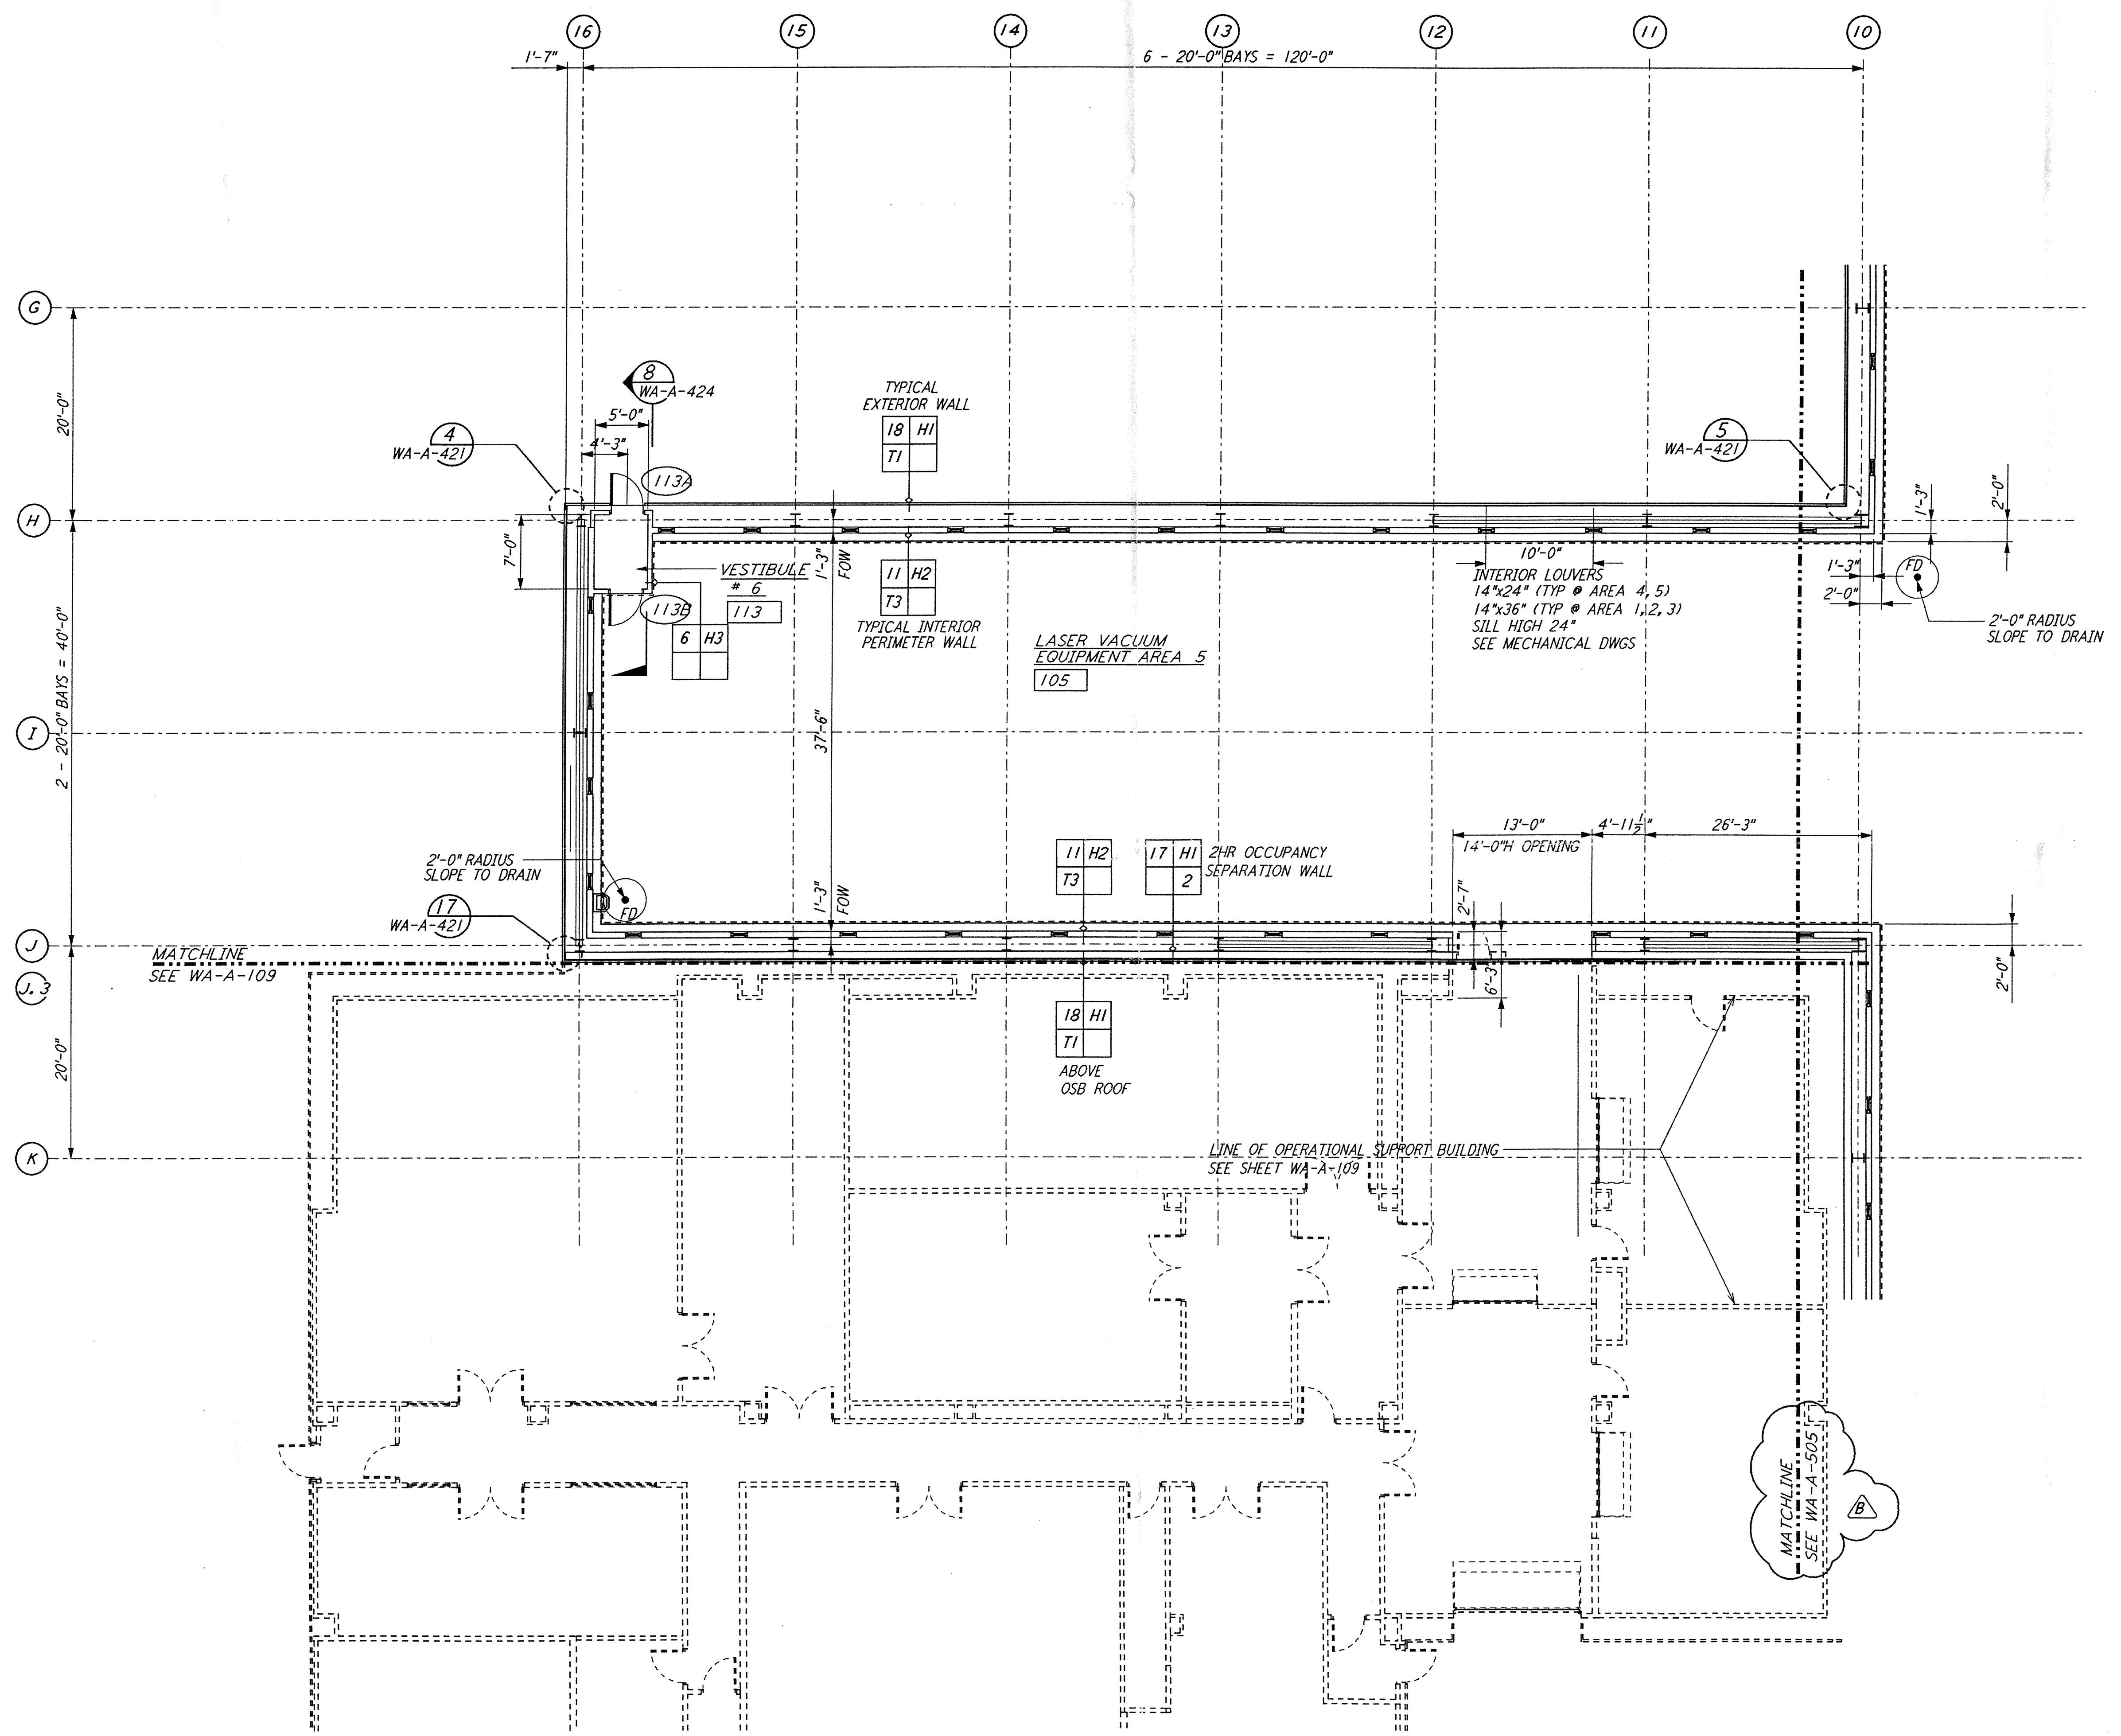 16 15 14 13 12 11 10
1'-7" 6 - 20'-0" BAYS = 120'-0"
G
20'-0"
8
WA-A-424
5'-0"
4'-3"
4
WA-A-421
TYPICAL
EXTERIOR WALL
18 H1
T1
5
WA-A-421
113A
H
7'-0"
1'-3"
2'-0"
1'-3"
FOW
VESTIBULE
# 6
113
113B
6 H3
11 H2
T3
TYPICAL INTERIOR
PERIMETER WALL
10'-0"
INTERIOR LOUVERS
14"x24" (TYP @ AREA 4, 5)
14"x36" (TYP @ AREA 1, 2, 3)
SILL HIGH 24"
SEE MECHANICAL DWGS
1'-3"
2'-0"
FD
2'-0" RADIUS
SLOPE TO DRAIN
LASER VACUUM
EQUIPMENT AREA 5
105
2 - 20'-0" BAYS = 40'-0"
I
37'-6"
13'-0" 4'-11½" 26'-3"
14'-0"H OPENING
11 H2
T3
17 H1
2
2HR OCCUPANCY
SEPARATION WALL
2'-0" RADIUS
SLOPE TO DRAIN
FD
1'-3"
FOW
2'-7"
6'-3"
17
WA-A-421
J
MATCHLINE
SEE WA-A-109
J.3
2'-0"
18 H1
T1
ABOVE
OSB ROOF
20'-0"
K
LINE OF OPERATIONAL SUPPORT BUILDING
SEE SHEET WA-A-109
MATCHLINE
SEE WA-A-505
B